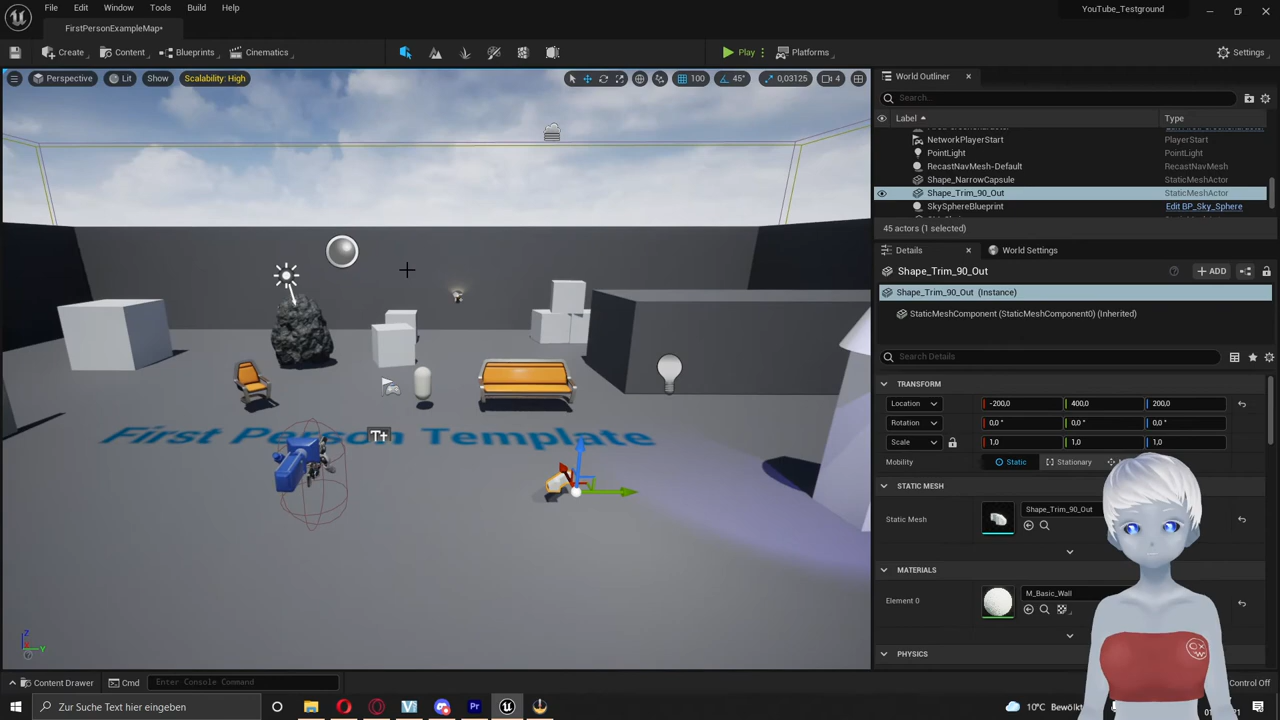 File Edit Window Tools Build Help YouTube_Testground
FirstPersonExampleMap*
Create Content Blueprints Cinematics Play Platforms Settings
Perspective Lit Show Scalability: High 100 45° 0,03125 4
World Outliner
Search...
Label Type
NetworkPlayerStart PlayerStart
PointLight PointLight
RecastNavMesh-Default RecastNavMesh
Shape_NarrowCapsule StaticMeshActor
Shape_Trim_90_Out StaticMeshActor
SkySphereBlueprint Edit BP_Sky_Sphere
45 actors (1 selected)
Details World Settings
Shape_Trim_90_Out ADD
Shape_Trim_90_Out (Instance)
StaticMeshComponent (StaticMeshComponent0) (Inherited)
Search Details
TRANSFORM
Location -200,0 400,0 200,0
Rotation 0,0 ° 0,0 ° 0,0 °
Scale 1,0 1,0 1,0
Mobility Static Stationary
STATIC MESH
Static Mesh Shape_Trim_90_Out
MATERIALS
Element 0 M_Basic_Wall
PHYSICS
First Person Template
Tt
Z
Y
Content Drawer Cmd Enter Console Command Control Off
Zur Suche Text hier eingeben 10°C Bewölkt